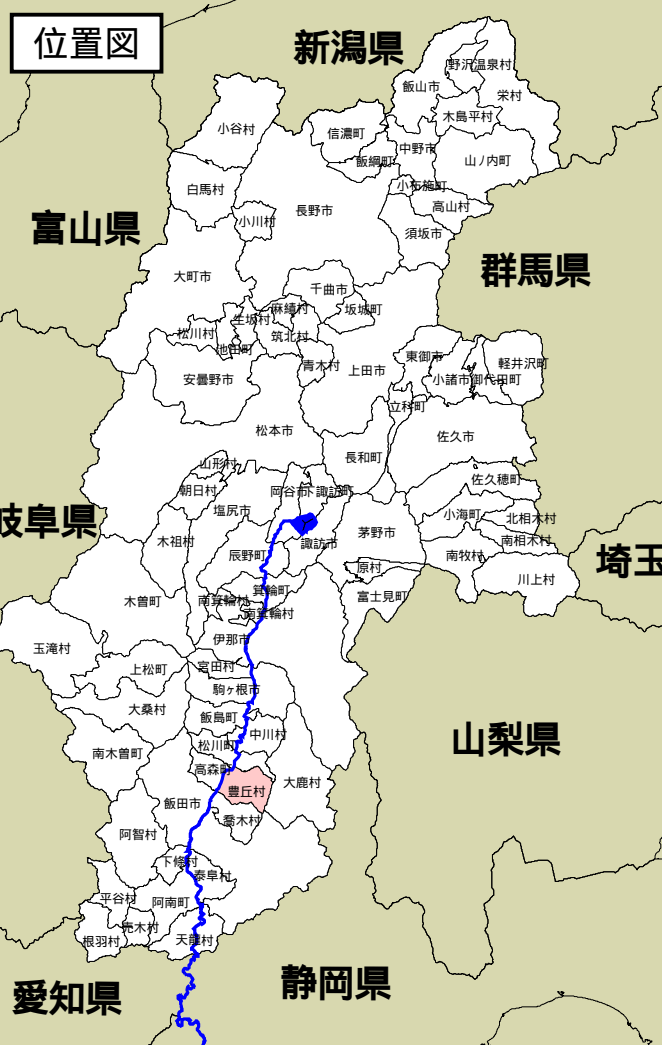 位置図
新潟県
野沢温泉村
飯山市
栄村
木島平村
小谷村
信濃町
中野市
飯綱町
山ノ内町
白馬村
小布施町
高山村
長野市
小川村
須坂市
富山県
群馬県
大町市
千曲市
麻績村
坂城町
生坂村
松川村
筑北村
池田町
東御市
軽井沢町
青木村
上田市
小諸市
御代田町
安曇野市
立科町
松本市
佐久市
長和町
山形村
佐久穂町
朝日村
岡谷市
下諏訪町
塩尻市
小海町
北相木村
岐阜県
茅野市
木祖村
諏訪市
南相木村
辰野町
南牧村
埼玉
原村
川上村
箕輪町
富士見町
木曽町
南箕輪村
南箕輪村
伊那市
玉滝村
宮田村
上松町
駒ヶ根市
大桑村
飯島町
中川村
松川町
山梨県
南木曽町
高森町
大鹿村
豊丘村
飯田市
喬木村
阿智村
下條村
泰阜村
平谷村
阿南町
売木村
根羽村
天龍村
静岡県
愛知県